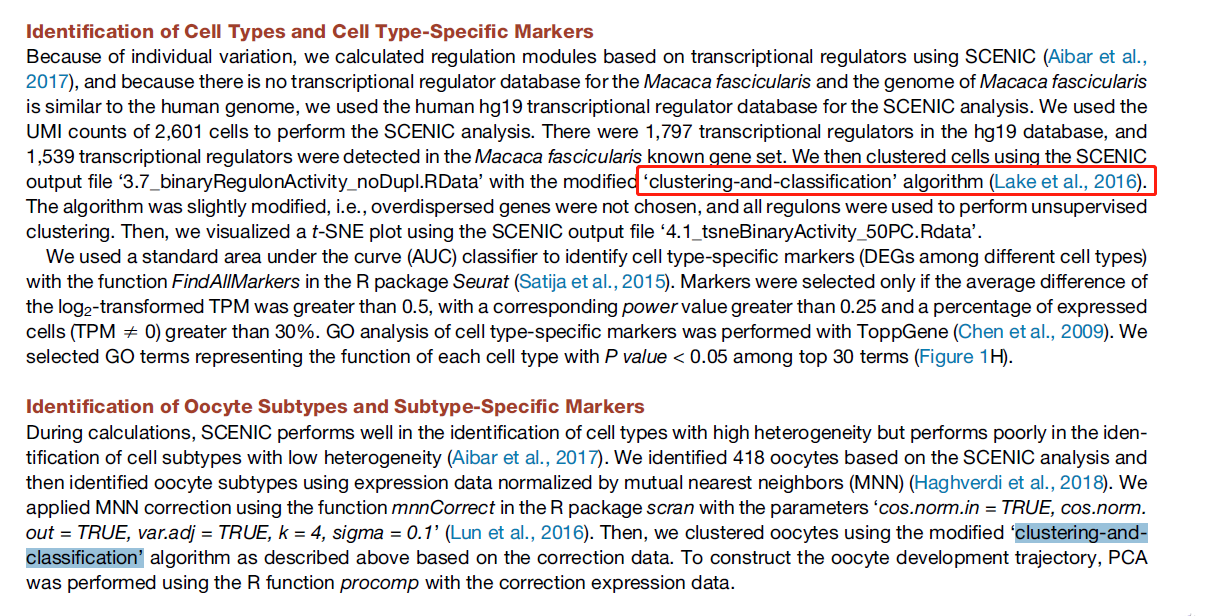 Identification of Cell Types and Cell Type-Specific Markers
Because of individual variation, we calculated regulation modules based on transcriptional regulators using SCENIC (Aibar et al.,
2017), and because there is no transcriptional regulator database for the Macaca fascicularis and the genome of Macaca fascicularis
is similar to the human genome, we used the human hg19 transcriptional regulator database for the SCENIC analysis. We used the
UMI counts of 2,601 cells to perform the SCENIC analysis. There were 1,797 transcriptional regulators in the hg19 database, and
1,539 transcriptional regulators were detected in the Macaca fascicularis known gene set. We then clustered cells using the SCENIC
output file ‘3.7_binaryRegulonActivity_noDupl.RData’ with the modified ‘clustering-and-classification’ algorithm (Lake et al., 2016).
The algorithm was slightly modified, i.e., overdispersed genes were not chosen, and all regulons were used to perform unsupervised
clustering. Then, we visualized a t-SNE plot using the SCENIC output file ‘4.1_tsneBinaryActivity_50PC.Rdata’.
We used a standard area under the curve (AUC) classifier to identify cell type-specific markers (DEGs among different cell types)
with the function FindAllMarkers in the R package Seurat (Satija et al., 2015). Markers were selected only if the average difference of
the log2-transformed TPM was greater than 0.5, with a corresponding power value greater than 0.25 and a percentage of expressed
cells (TPM ≠ 0) greater than 30%. GO analysis of cell type-specific markers was performed with ToppGene (Chen et al., 2009). We
selected GO terms representing the function of each cell type with P value < 0.05 among top 30 terms (Figure 1H).
Identification of Oocyte Subtypes and Subtype-Specific Markers
During calculations, SCENIC performs well in the identification of cell types with high heterogeneity but performs poorly in the iden-
tification of cell subtypes with low heterogeneity (Aibar et al., 2017). We identified 418 oocytes based on the SCENIC analysis and
then identified oocyte subtypes using expression data normalized by mutual nearest neighbors (MNN) (Haghverdi et al., 2018). We
applied MNN correction using the function mnnCorrect in the R package scran with the parameters ‘cos.norm.in = TRUE, cos.norm.
out = TRUE, var.adj = TRUE, k = 4, sigma = 0.1’ (Lun et al., 2016). Then, we clustered oocytes using the modified ‘clustering-and-
classification’ algorithm as described above based on the correction data. To construct the oocyte development trajectory, PCA
was performed using the R function procomp with the correction expression data.